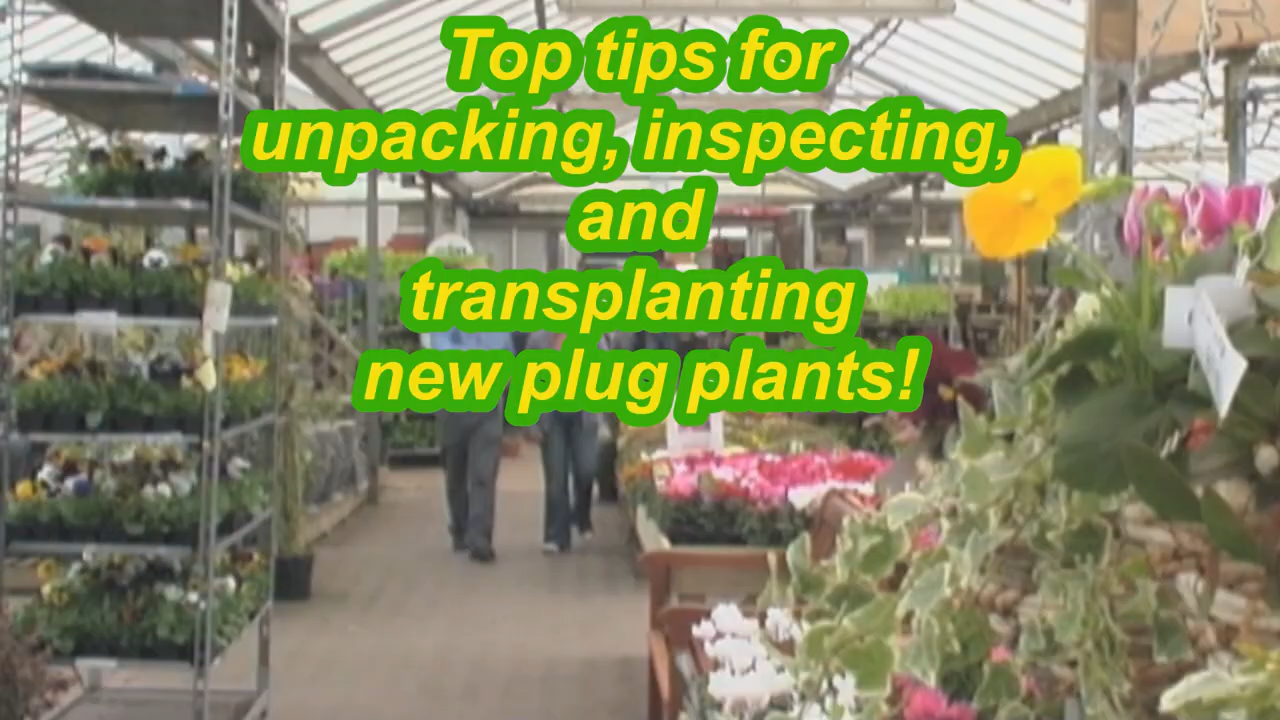 Top tips for
unpacking, inspecting,
and
transplanting
new plug plants!